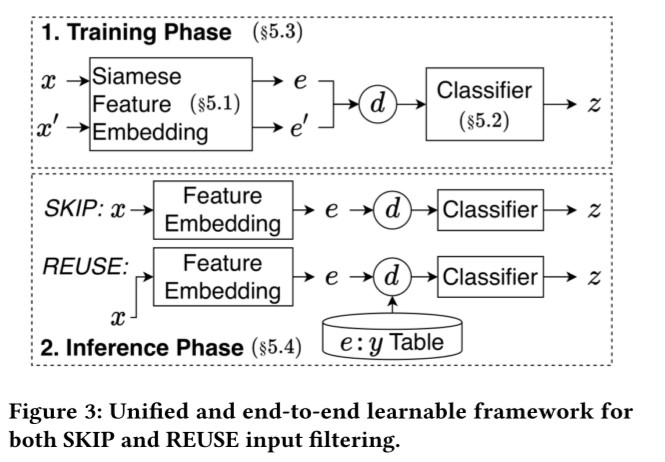 1. Training Phase (§5.3)
x Siamese e
Feature (§5.1) d Classifier z
x′ Embedding e′ (§5.2)
SKIP: x Feature Embedding e d Classifier z
REUSE: x Feature Embedding e d Classifier z
e : y Table
2. Inference Phase (§5.4)
Figure 3: Unified and end-to-end learnable framework for
both SKIP and REUSE input filtering.